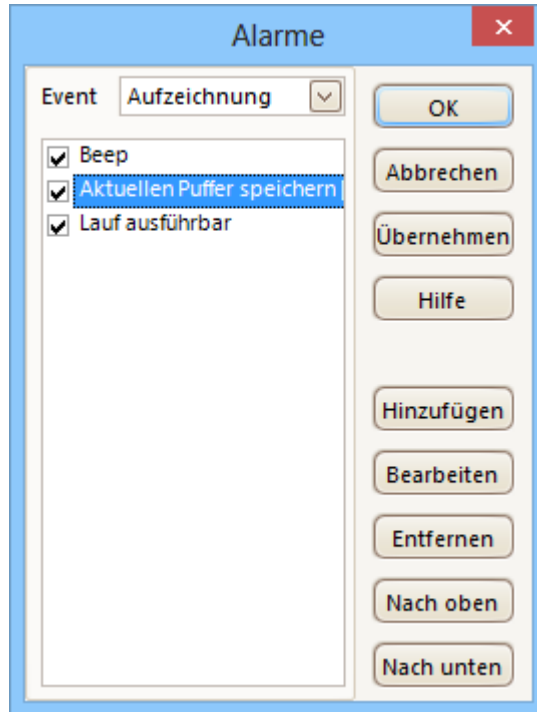 Alarme
Event Aufzeichnung
Beep
Aktuellen Puffer speichern
Lauf ausführbar
OK
Abbrechen
Übernehmen
Hilfe
Hinzufügen
Bearbeiten
Entfernen
Nach oben
Nach unten